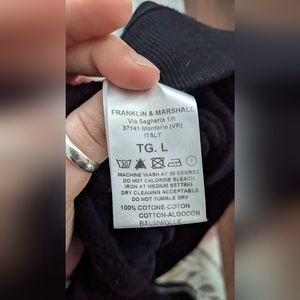 FRANKLIN & MARSHALL
Via Segheria 1/h
37141 Montorio (VR)
ITALY
TG. L
MACHINE WASH AT 30 DEGREE
DO NOT CHLORINE BLEACH
IRON AT MEDIUM SETTING
DRY CLEANING ACCEPTABLE
DO NOT TUMBLE DRY
100% COTONE-COTON
COTTON-ALGODON
BAUMWOLLE